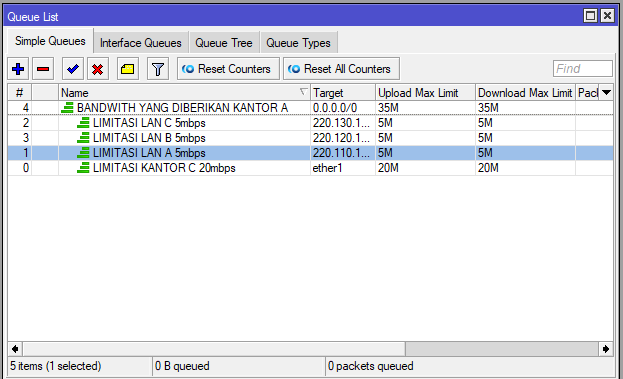 Queue List
Simple Queues Interface Queues Queue Tree Queue Types
Reset Counters Reset All Counters Find
# Name Target Upload Max Limit Download Max Limit Pack
4 BANDWITH YANG DIBERIKAN KANTOR A 0.0.0.0/0 35M 35M
2 LIMITASI LAN C 5mbps 220.130.1... 5M 5M
3 LIMITASI LAN B 5mbps 220.120.1... 5M 5M
1 LIMITASI LAN A 5mbps 220.110.1... 5M 5M
0 LIMITASI KANTOR C 20mbps ether1 20M 20M
5 items (1 selected) 0 B queued 0 packets queued